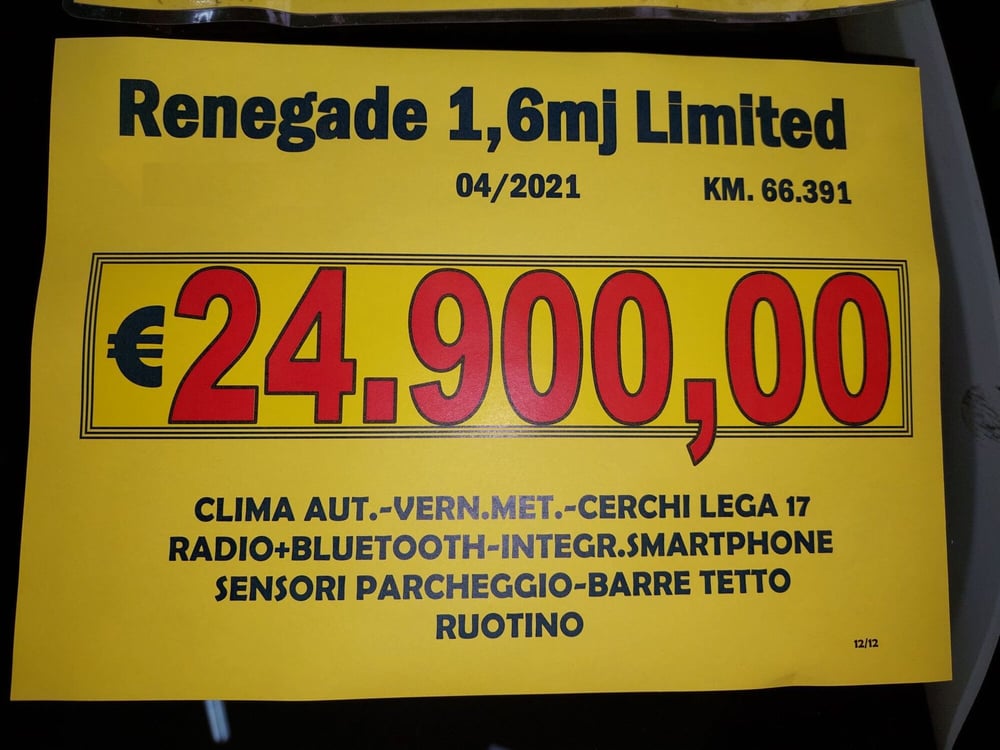 Renegade 1,6mj Limited
04/2021 KM. 66.391
€24.900,00
CLIMA AUT.-VERN.MET.-CERCHI LEGA 17
RADIO+BLUETOOTH-INTEGR.SMARTPHONE
SENSORI PARCHEGGIO-BARRE TETTO
RUOTINO
12/12